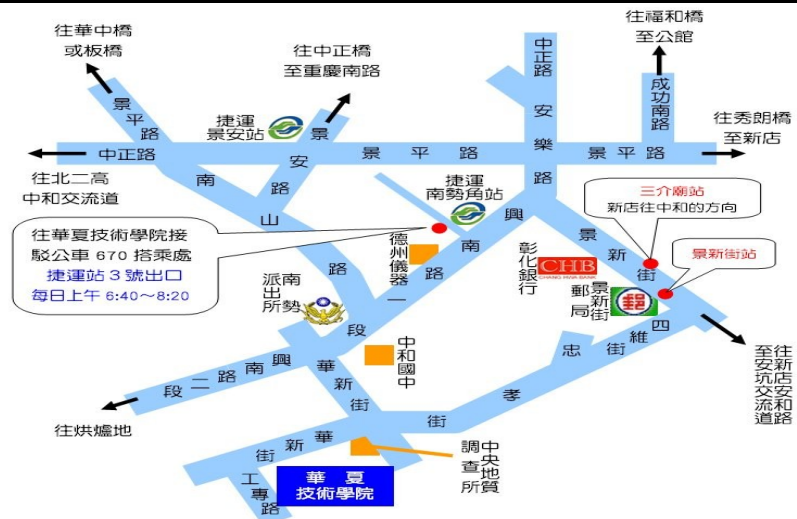 往華中橋
或板橋
往中正橋
至重慶南路
往福和橋
至公館
往秀朗橋
至新店
往北二高
中和交流道
中正路
景平路
捷運
景安站
景安路
中正路
安樂路
成功南路
景平路
景平路
南山路
捷運
南勢角站
三介廟站
新店往中和的方向
景新街站
往華夏技術學院接
駁公車 670 搭乘處
捷運站 3 號出口
每日上午 6:40～8:20
德州儀器
興南路一段
彰化銀行
CHB
CHANG HWA BANK
景新街
景新街
郵局
南勢
派出所
中和國中
四維街
忠孝街
往新店安和路
至安坑交流道
興南路二段
華新街
往烘爐地
華新街
工專路
中央地質
調查所
華夏
技術學院